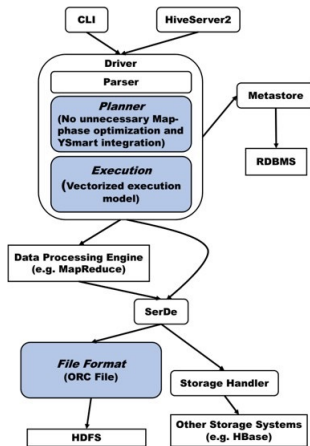 CLI
HiveServer2
Driver
Parser
Planner
(No unnecessary Map-
phase optimization and
YSmart integration)
Metastore
RDBMS
Execution
(Vectorized execution
model)
Data Processing Engine
(e.g. MapReduce)
SerDe
File Format
(ORC File)
Storage Handler
HDFS
Other Storage Systems
(e.g. HBase)